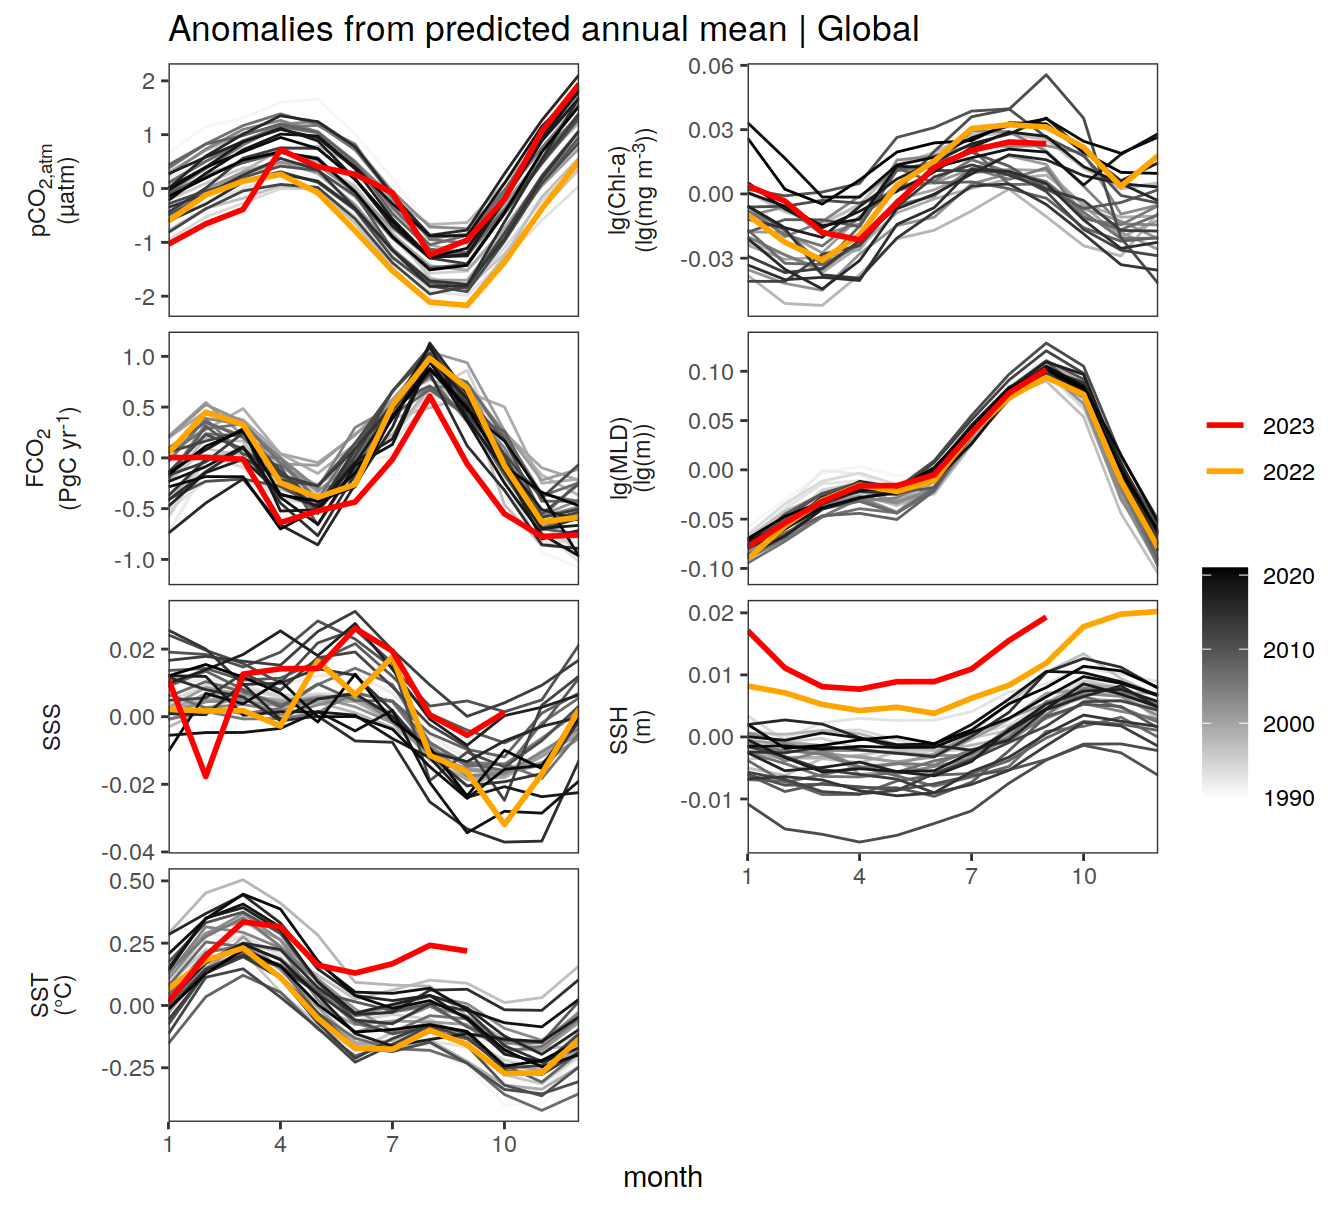 Anomalies from predicted annual mean | Global
pCO2,atm
(µatm)
2
1
0
-1
-2
lg(Chl-a)
(lg(mg m-3))
0.06
0.03
0.00
-0.03
FCO2
(PgC yr-1)
1.0
0.5
0.0
-0.5
-1.0
lg(MLD)
(lg(m))
0.10
0.05
0.00
-0.05
-0.10
SSS
0.02
0.00
-0.02
-0.04
SSH
(m)
0.02
0.01
0.00
-0.01
1 4 7 10
SST
(°C)
0.50
0.25
0.00
-0.25
1 4 7 10
month
2023
2022
2020
2010
2000
1990